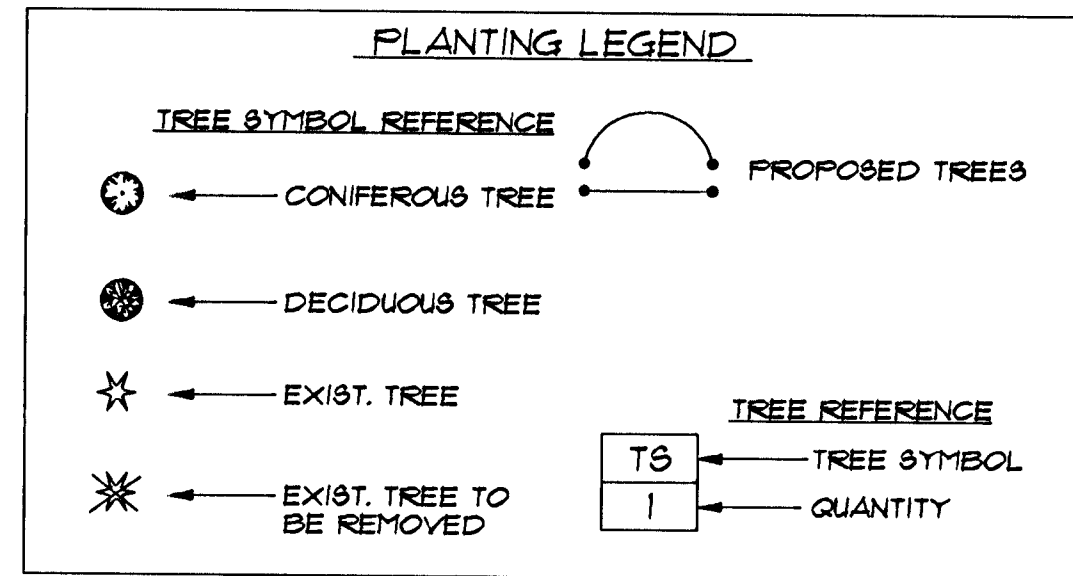 PLANTING LEGEND
TREE SYMBOL REFERENCE
CONIFEROUS TREE
PROPOSED TREES
DECIDUOUS TREE
EXIST. TREE
EXIST. TREE TO
BE REMOVED
TREE REFERENCE
TS
TREE SYMBOL
1
QUANTITY